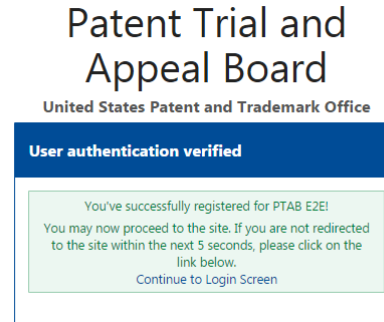 Patent Trial and
Appeal Board
United States Patent and Trademark Office
User authentication verified
You've successfully registered for PTAB E2E!
You may now proceed to the site. If you are not redirected
to the site within the next 5 seconds, please click on the
link below.
Continue to Login Screen